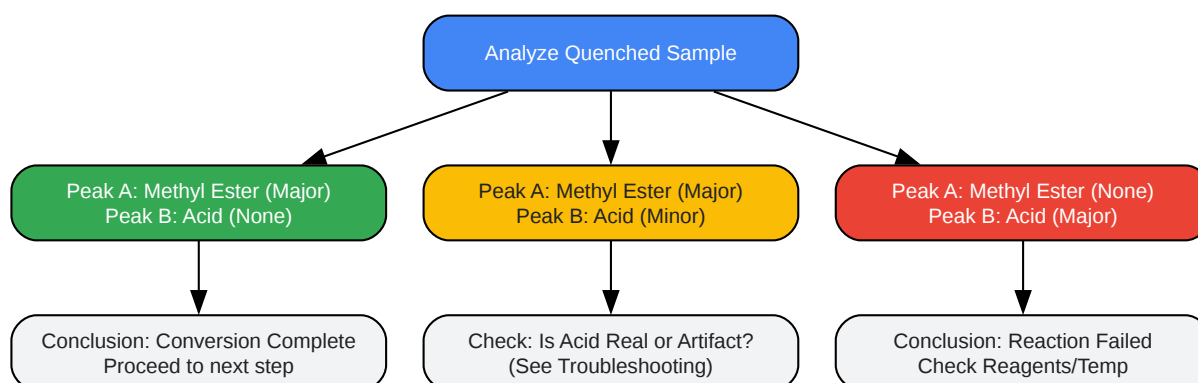 Analyze Quenched Sample
Peak A: Methyl Ester (Major)
Peak B: Acid (None)
Peak A: Methyl Ester (Major)
Peak B: Acid (Minor)
Peak A: Methyl Ester (None)
Peak B: Acid (Major)
Conclusion: Conversion Complete
Proceed to next step
Check: Is Acid Real or Artifact?
(See Troubleshooting)
Conclusion: Reaction Failed
Check Reagents/Temp